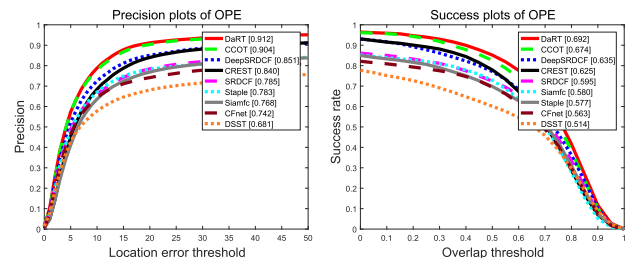 Precision plots of OPE
Precision
1
0.9
0.8
0.7
0.6
0.5
0.4
0.3
0.2
0.1
0
DaRT [0.912]
CCOT [0.904]
DeepSRDCF [0.851]
CREST [0.840]
SRDCF [0.785]
Staple [0.783]
Siamfc [0.768]
CFnet [0.742]
DSST [0.681]
0 5 10 15 20 25 30 35 40 45 50
Location error threshold
Success plots of OPE
Success rate
1
0.9
0.8
0.7
0.6
0.5
0.4
0.3
0.2
0.1
0
DaRT [0.692]
CCOT [0.674]
DeepSRDCF [0.635]
CREST [0.625]
SRDCF [0.595]
Siamfc [0.580]
Staple [0.577]
CFnet [0.563]
DSST [0.514]
0 0.1 0.2 0.3 0.4 0.5 0.6 0.7 0.8 0.9 1
Overlap threshold